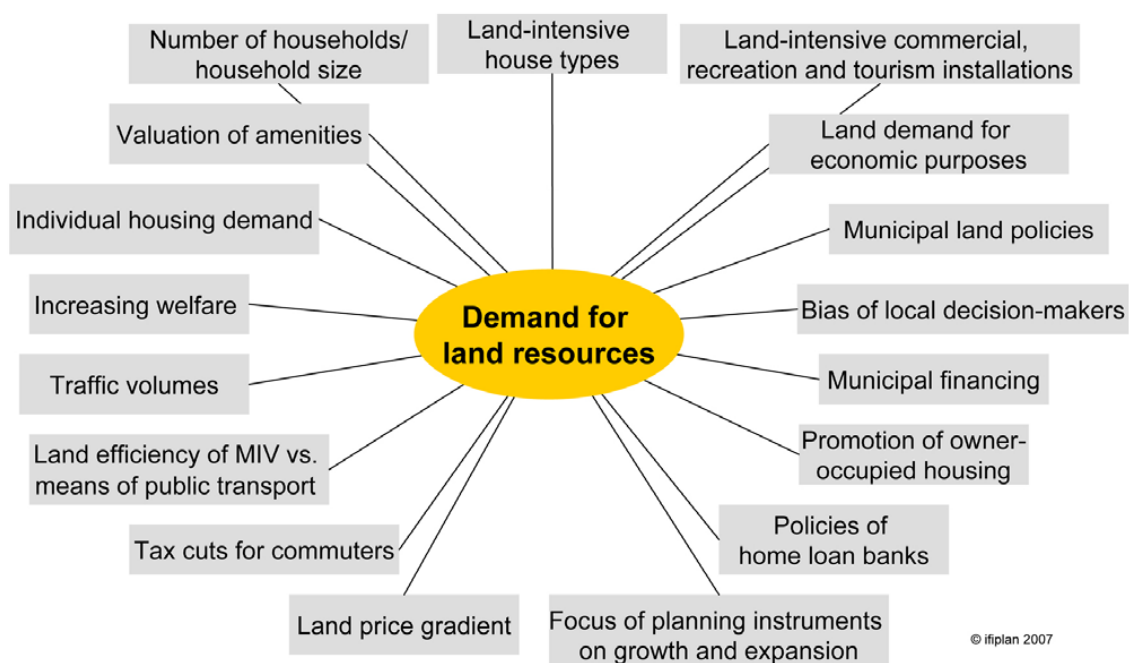 Number of households/
household size
Land-intensive
house types
Land-intensive commercial,
recreation and tourism installations
Valuation of amenities
Land demand for
economic purposes
Individual housing demand
Municipal land policies
Increasing welfare
Demand for
land resources
Bias of local decision-makers
Traffic volumes
Municipal financing
Land efficiency of MIV vs.
means of public transport
Promotion of owner-
occupied housing
Tax cuts for commuters
Policies of
home loan banks
Land price gradient
Focus of planning instruments
on growth and expansion
© ifiplan 2007